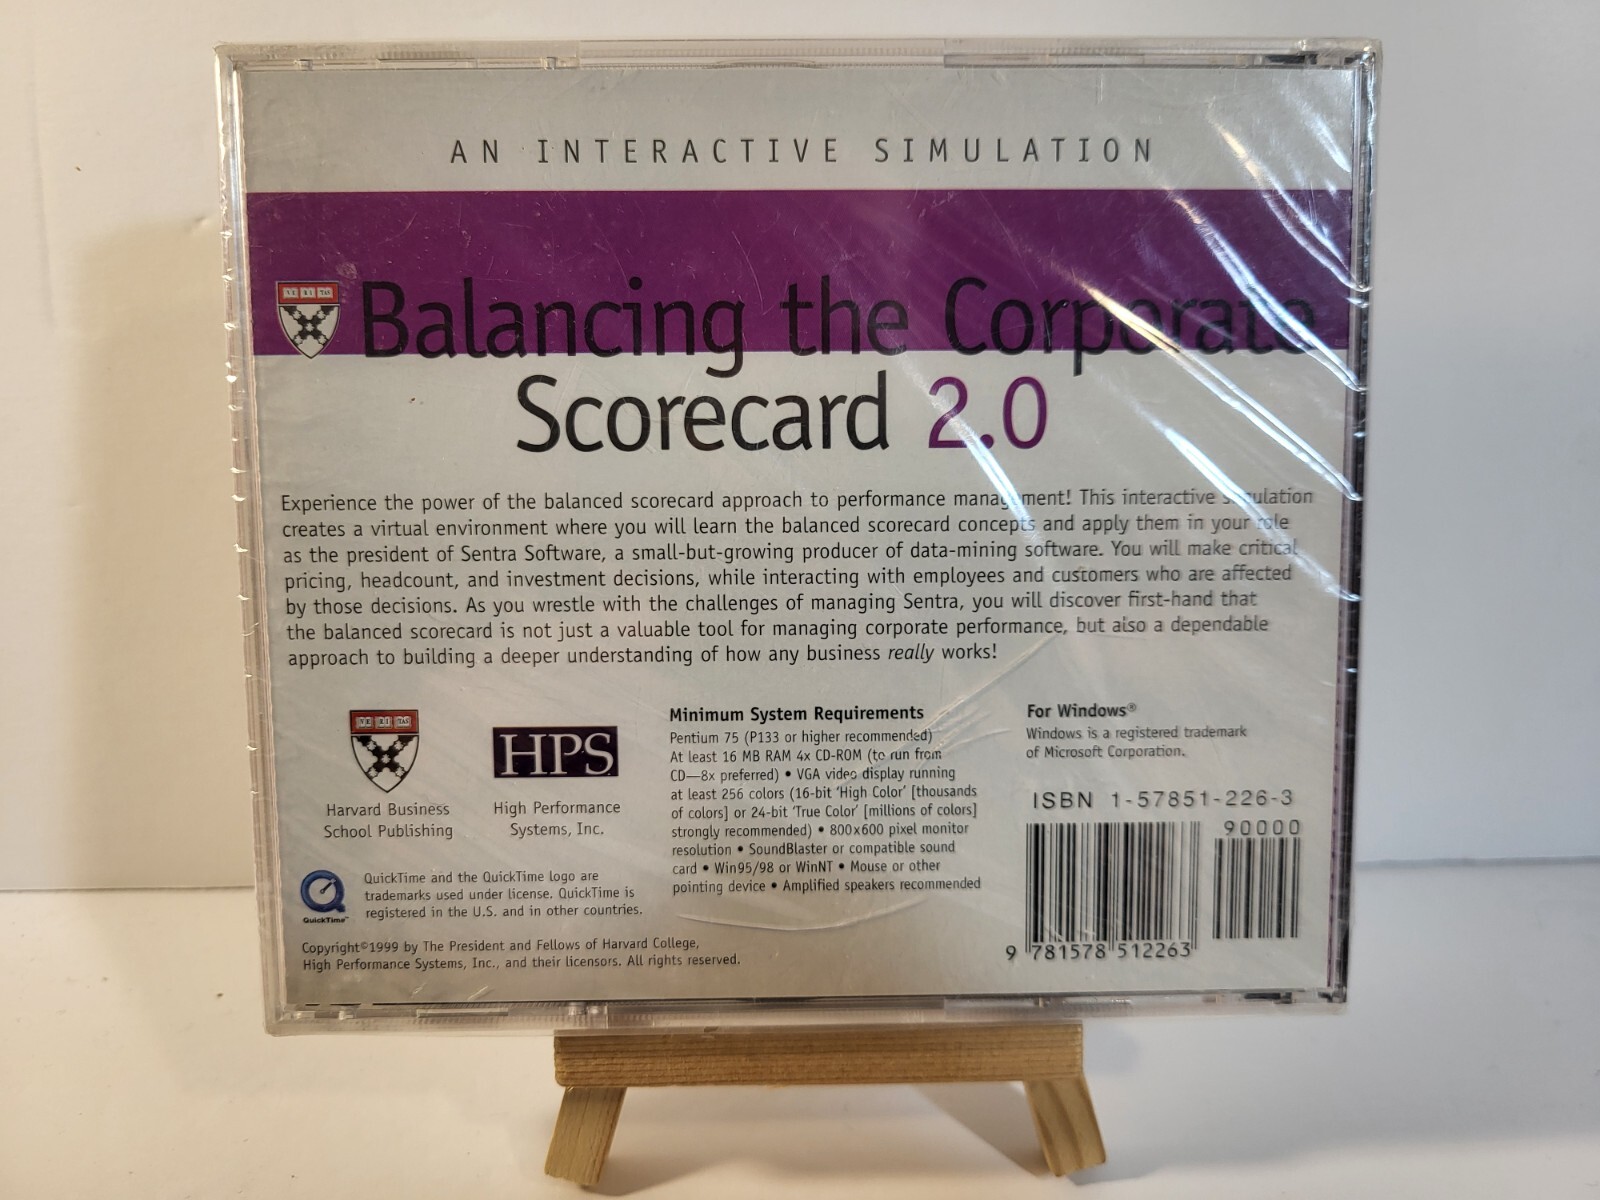 AN INTERACTIVE SIMULATION
VE RI TAS
Balancing the Corporate
Scorecard 2.0
Experience the power of the balanced scorecard approach to performance management! This interactive simulation
creates a virtual environment where you will learn the balanced scorecard concepts and apply them in your role
as the president of Sentra Software, a small-but-growing producer of data-mining software. You will make critical
pricing, headcount, and investment decisions, while interacting with employees and customers who are affected
by those decisions. As you wrestle with the challenges of managing Sentra, you will discover first-hand that
the balanced scorecard is not just a valuable tool for managing corporate performance, but also a dependable
approach to building a deeper understanding of how any business really works!
VE RI TAS
Harvard Business
School Publishing
HPS
High Performance
Systems, Inc.
QuickTime™
QuickTime and the QuickTime logo are
trademarks used under license. QuickTime is
registered in the U.S. and in other countries.
Copyright©1999 by The President and Fellows of Harvard College,
High Performance Systems, Inc., and their licensors. All rights reserved.
Minimum System Requirements
Pentium 75 (P133 or higher recommended)
At least 16 MB RAM 4x CD-ROM (to run from
CD—8x preferred) • VGA video display running
at least 256 colors (16-bit ‘High Color’ [thousands
of colors] or 24-bit ‘True Color’ [millions of colors]
strongly recommended) • 800x600 pixel monitor
resolution • SoundBlaster or compatible sound
card • Win95/98 or WinNT • Mouse or other
pointing device • Amplified speakers recommended
For Windows®
Windows is a registered trademark
of Microsoft Corporation.
ISBN 1-57851-226-3
90000
9 781578 512263